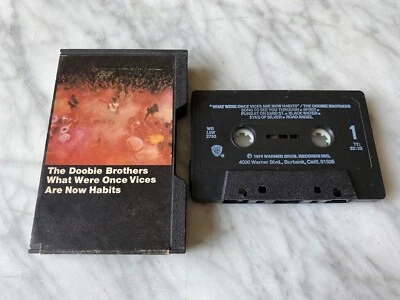 The Doobie Brothers
What Were Once Vices
Are Now Habits
"WHAT WERE ONCE VICES ARE NOW HABITS" / THE DOOBIE BROTHERS
SONG TO SEE YOU THROUGH • SPIRIT
PURSUIT ON 53RD ST. • BLACK WATER •
EYES OF SILVER • ROAD ANGEL
WB
2750
1
© 1974 WARNER BROS. RECORDS INC.
4000 Warner Blvd., Burbank, Calif. 91505